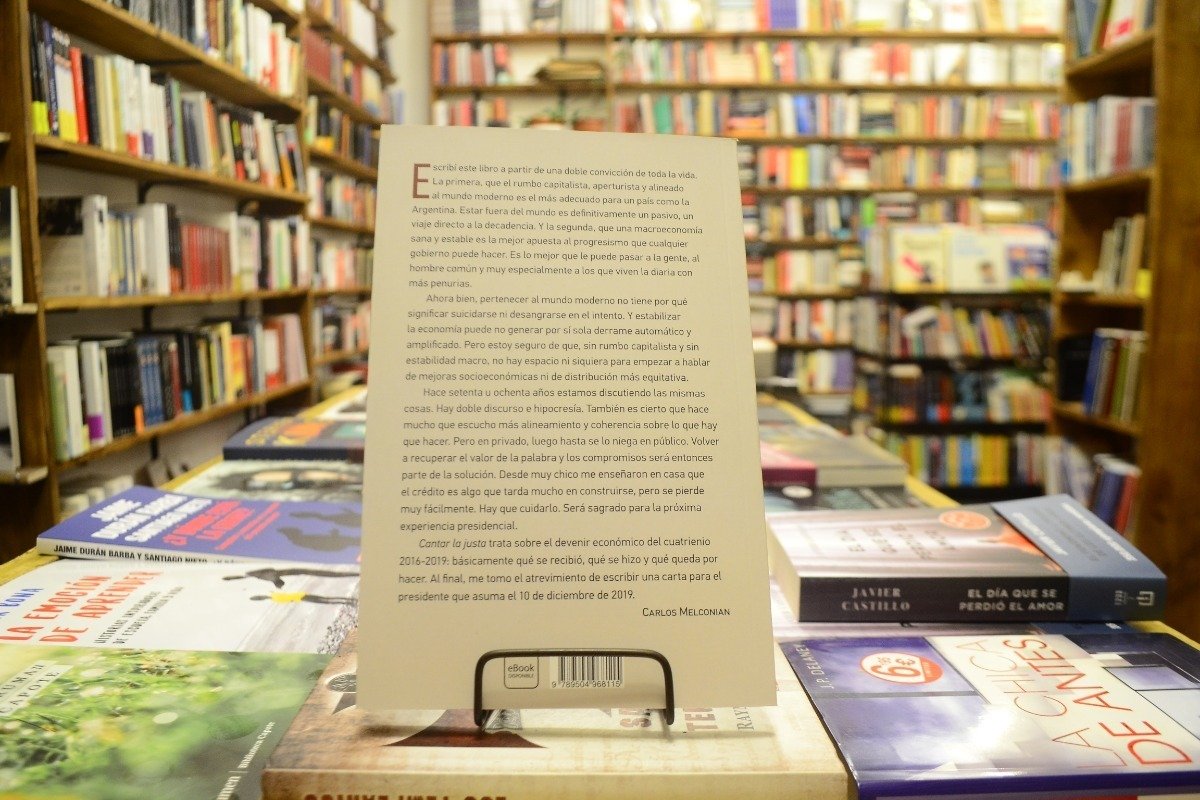 Escribí este libro a partir de una doble convicción de toda la vida.
La primera, que el rumbo capitalista, aperturista y alineado
al mundo moderno es el más adecuado para un país como la
Argentina. Estar fuera del mundo es definitivamente un pasivo, un
viaje directo a la decadencia. Y la segunda, que una macroeconomía
sana y estable es la mejor apuesta al progresismo que cualquier
gobierno puede hacer. Es lo mejor que le puede pasar a la gente, al
hombre común y muy especialmente a los que viven la diaria con
más penurias.
Ahora bien, pertenecer al mundo moderno no tiene por qué
significar suicidarse ni desangrarse en el intento. Y estabilizar
la economía puede no generar por sí sola derrame automático y
amplificado. Pero estoy seguro de que, sin rumbo capitalista y sin
estabilidad macro, no hay espacio ni siquiera para empezar a hablar
de mejoras socioeconómicas ni de distribución más equitativa.
Hace setenta u ochenta años estamos discutiendo las mismas
cosas. Hay doble discurso e hipocresía. También es cierto que hace
mucho que escucho más alineamiento y coherencia sobre lo que hay
que hacer. Pero en privado, luego hasta se lo niega en público. Volver
a recuperar el valor de la palabra y los compromisos será entonces
parte de la solución. Desde muy chico me enseñaron en casa que
el crédito es algo que tarda mucho en construirse, pero se pierde
muy fácilmente. Hay que cuidarlo. Será sagrado para la próxima
experiencia presidencial.
Cantar la justa trata sobre el devenir económico del cuatrienio
2016-2019: básicamente qué se recibió, qué se hizo y qué queda por
hacer. Al final, me tomo el atrevimiento de escribir una carta para el
presidente que asuma el 10 de diciembre de 2019.
CARLOS MELCONIAN
eBook
DISPONIBLE
9 789504 968115
JAIME DURÁN BARBA Y SANTIAGO NIETO
LA EMOCIÓN
DE APRENDER
HISTORIAS INSPIRADORAS
JAVIER
CASTILLO
EL DÍA QUE SE
PERDIÓ EL AMOR
J.P. DELANEY
LA CHICA
DE ANTES